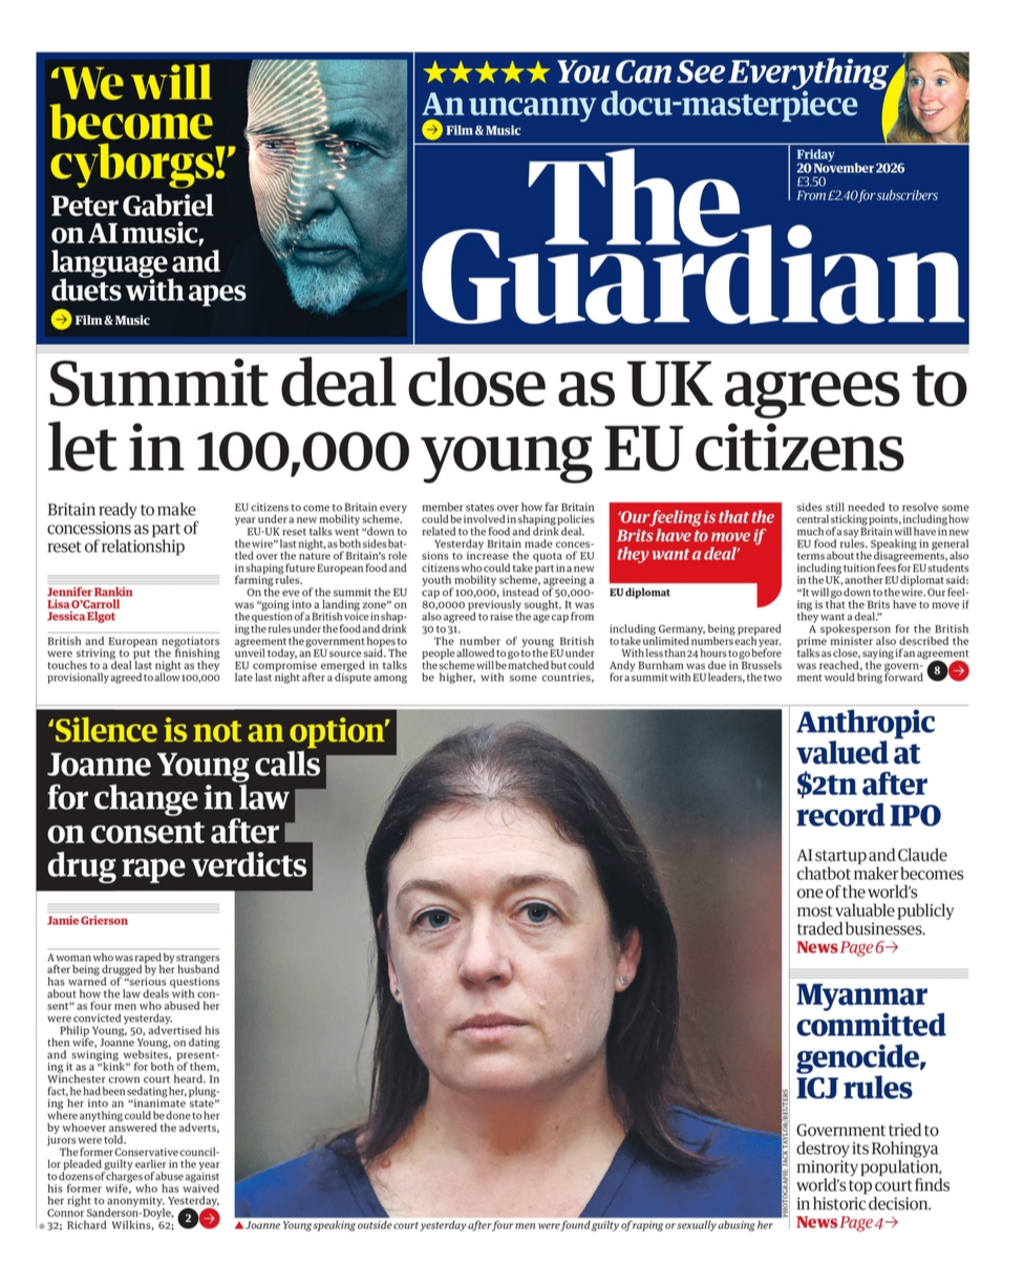 ‘We will
become
cyborgs!’
Peter Gabriel
on AI music,
language and
duets with apes
Film & Music
★★★★★ You Can See Everything
An uncanny docu-masterpiece
Film & Music
Friday
20 November 2026
£3.50
From £2.40 for subscribers
The
Guardian
Summit deal close as UK agrees to
let in 100,000 young EU citizens
Britain ready to make
concessions as part of
reset of relationship
Jennifer Rankin
Lisa O’Carroll
Jessica Elgot
British and European negotiators
were striving to put the finishing
touches to a deal last night as they
provisionally agreed to allow 100,000
EU citizens to come to Britain every
year under a new mobility scheme.
EU-UK reset talks went “down to
the wire” last night, as both sides bat-
tled over the nature of Britain’s role
in shaping future European food and
farming rules.
On the eve of the summit the EU
was “going into a landing zone” on
the question of a British voice in shap-
ing the rules under the food and drink
agreement the government hopes to
unveil today, an EU source said. The
EU compromise emerged in talks
late last night after a dispute among
member states over how far Britain
could be involved in shaping policies
related to the food and drink deal.
Yesterday Britain made conces-
sions to increase the quota of EU
citizens who could take part in a new
youth mobility scheme, agreeing a
cap of 100,000, instead of 50,000-
80,0000 previously sought. It was
also agreed to raise the age cap from
30 to 31.
The number of young British
people allowed to go to the EU under
the scheme will be matched but could
be higher, with some countries,
‘Our feeling is that the
Brits have to move if
they want a deal’
EU diplomat
including Germany, being prepared
to take unlimited numbers each year.
With less than 24 hours to go before
Andy Burnham was due in Brussels
for a summit with EU leaders, the two
sides still needed to resolve some
central sticking points, including how
much of a say Britain will have in new
EU food rules. Speaking in general
terms about the disagreements, also
including tuition fees for EU students
in the UK, another EU diplomat said:
“It will go down to the wire. Our feel-
ing is that the Brits have to move if
they want a deal.”
A spokesperson for the British
prime minister also described the
talks as close, saying if an agreement
was reached, the govern-
ment would bring forward
8
‘Silence is not an option’
Joanne Young calls
for change in law
on consent after
drug rape verdicts
Jamie Grierson
A woman who was raped by strangers
after being drugged by her husband
has warned of “serious questions
about how the law deals with con-
sent” as four men who abused her
were convicted yesterday.
Philip Young, 50, advertised his
then wife, Joanne Young, on dating
and swinging websites, present-
ing it as a “kink” for both of them,
Winchester crown court heard. In
fact, he had been sedating her, plung-
ing her into an “inanimate state”
where anything could be done to her
by whoever answered the adverts,
jurors were told.
The former Conservative council-
lor pleaded guilty earlier in the year
to dozens of charges of abuse against
his former wife, who has waived
her right to anonymity. Yesterday,
Connor Sanderson-Doyle,
32; Richard Wilkins, 62;
2
PHOTOGRAPH: JACK TAYLOR/REUTERS
▲ Joanne Young speaking outside court yesterday after four men were found guilty of raping or sexually abusing her
Anthropic
valued at
$2tn after
record IPO
AI startup and Claude
chatbot maker becomes
one of the world’s
most valuable publicly
traded businesses.
News Page 6→
Myanmar
committed
genocide,
ICJ rules
Government tried to
destroy its Rohingya
minority population,
world’s top court finds
in historic decision.
News Page 4→